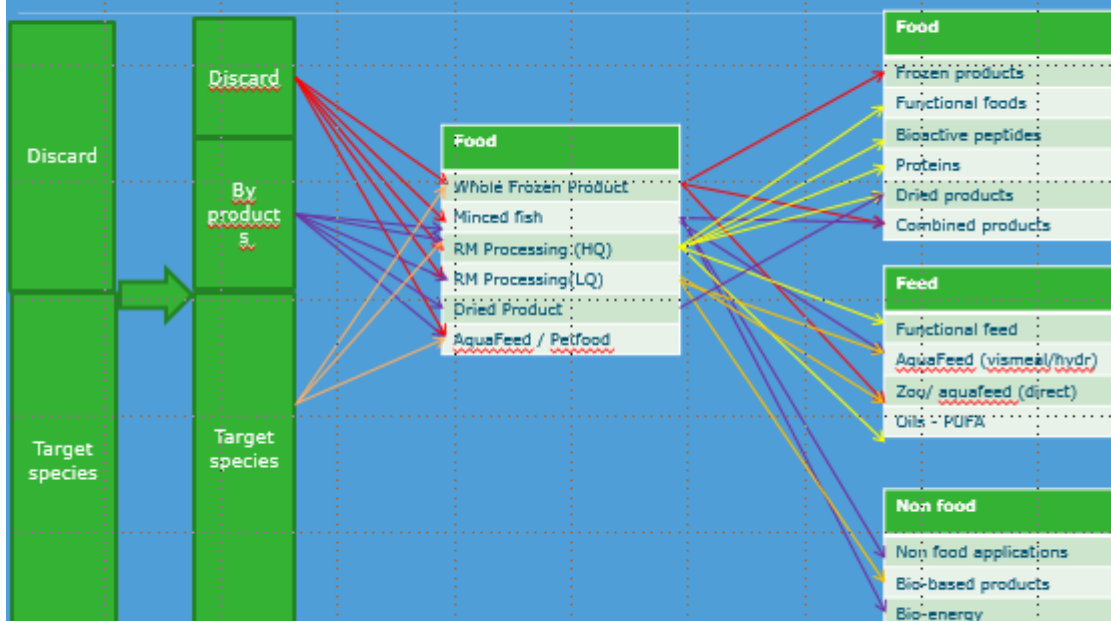 Discard
Target
species
Discard
By
product
s
Target
species
Food
Whole Frozen Product
Minced fish
RM Processing (HQ)
RM Processing(LQ)
Dried Product
AquaFeed / Petfood
Food
Frozen products
Functional foods
Bioactive peptides
Proteins
Dried products
Combined products
Feed
Functional feed
AquaFeed (vismeal/hydr)
Zoo/ aquafeed (direct)
Oils - PUFA
Non food
Non food applications
Bio-based products
Bio-energy